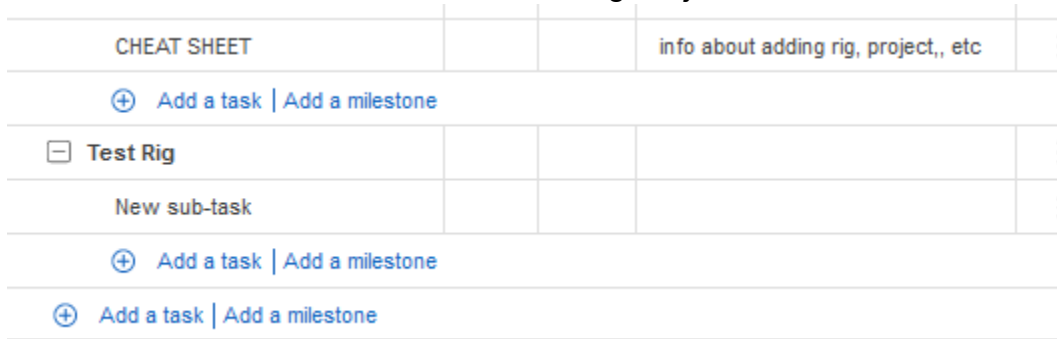 CHEAT SHEET info about adding rig, project,, etc
Add a task | Add a milestone
Test Rig
New sub-task
Add a task | Add a milestone
Add a task | Add a milestone